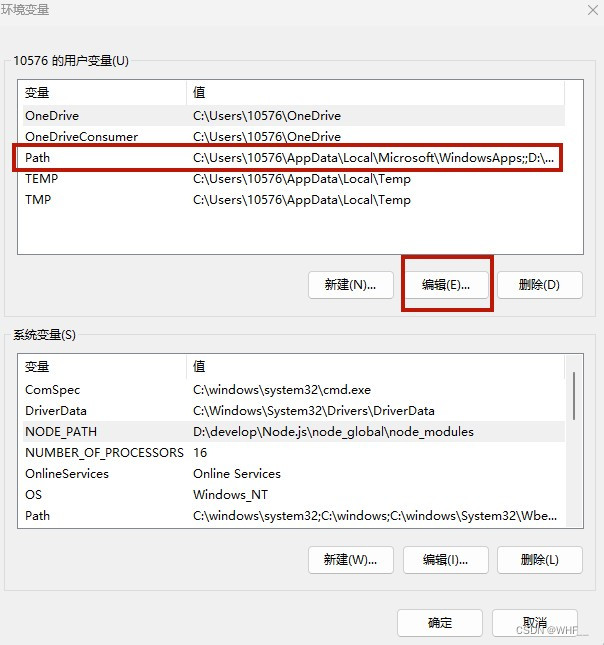 环境变量
10576 的用户变量(U)
变量 值
OneDrive C:\Users\10576\OneDrive
OneDriveConsumer C:\Users\10576\OneDrive
Path C:\Users\10576\AppData\Local\Microsoft\WindowsApps;;D:\...
TEMP C:\Users\10576\AppData\Local\Temp
TMP C:\Users\10576\AppData\Local\Temp
新建(N)... 编辑(E)... 删除(D)
系统变量(S)
变量 值
ComSpec C:\windows\system32\cmd.exe
DriverData C:\Windows\System32\Drivers\DriverData
NODE_PATH D:\develop\Node.js\node_global\node_modules
NUMBER_OF_PROCESSORS 16
OnlineServices Online Services
OS Windows_NT
Path C:\windows\system32;C:\windows;C:\windows\System32\Wbe...
新建(W)... 编辑(I)... 删除(L)
确定 取消
CSDN @WHF__